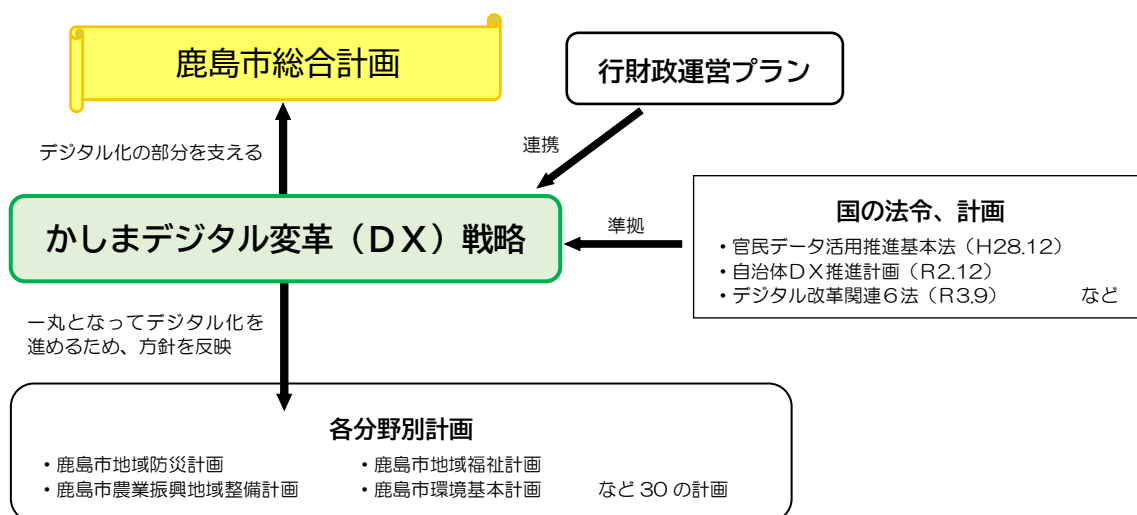 鹿島市総合計画
行財政運営プラン
デジタル化の部分を支える
連携
かしまデジタル変革（ＤＸ）戦略
準拠
国の法令、計画
・官民データ活用推進基本法（H28.12）
・自治体ＤＸ推進計画（R2.12）
・デジタル改革関連６法（R3.9） など
一丸となってデジタル化を
進めるため、方針を反映
各分野別計画
・鹿島市地域防災計画 ・鹿島市地域福祉計画
・鹿島市農業振興地域整備計画 ・鹿島市環境基本計画 など 30 の計画